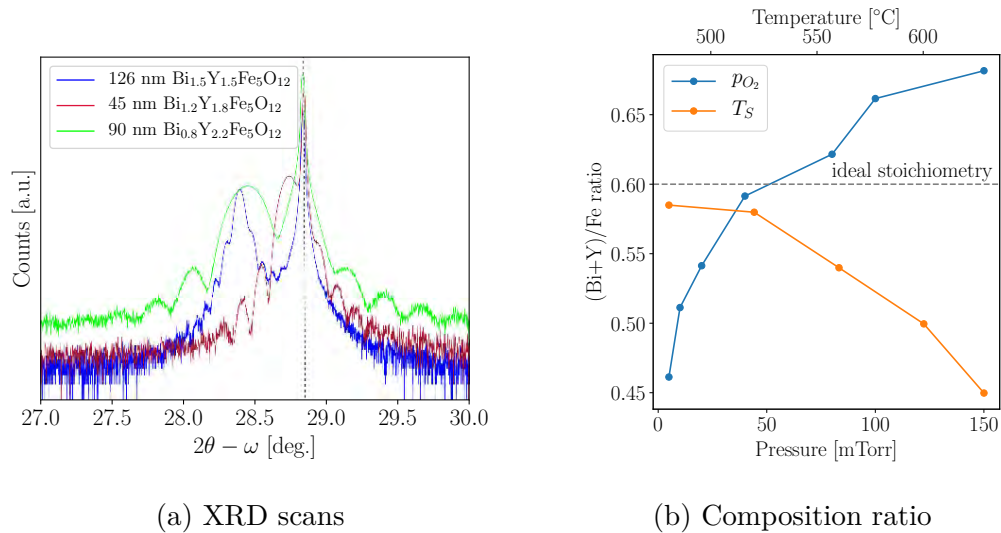 126 nm Bi₁.₅Y₁.₅Fe₅O₁₂
45 nm Bi₁.₂Y₁.₈Fe₅O₁₂
90 nm Bi₀.₈Y₂.₂Fe₅O₁₂
Counts [a.u.]
27.0 27.5 28.0 28.5 29.0 29.5 30.0
2θ − ω [deg.]
(a) XRD scans
Temperature [°C]
500 550 600
p_{O₂}
T_S
ideal stoichiometry
(Bi+Y)/Fe ratio
0.65
0.60
0.55
0.50
0.45
0 50 100 150
Pressure [mTorr]
(b) Composition ratio